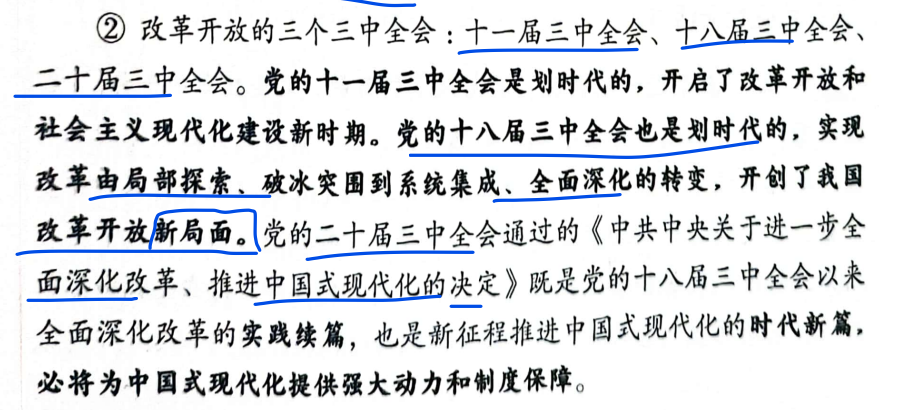 ② 改革开放的三个三中全会：十一届三中全会、十八届三中全会、
二十届三中全会。党的十一届三中全会是划时代的，开启了改革开放和
社会主义现代化建设新时期。党的十八届三中全会也是划时代的，实现
改革由局部探索、破冰突围到系统集成、全面深化的转变，开创了我国
改革开放新局面。党的二十届三中全会通过的《中共中央关于进一步全
面深化改革、推进中国式现代化的决定》既是党的十八届三中全会以来
全面深化改革的实践续篇，也是新征程推进中国式现代化的时代新篇，
必将为中国式现代化提供强大动力和制度保障。